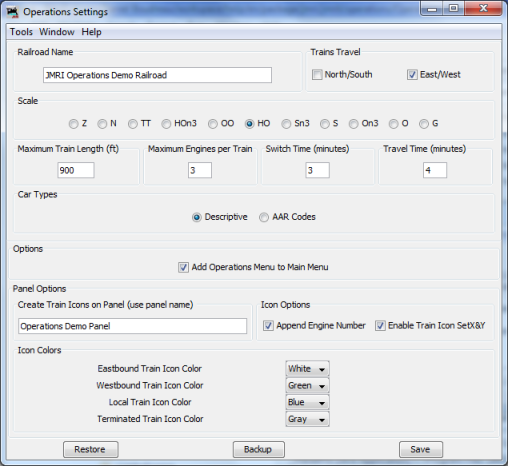 Operations Settings
Tools Window Help
Railroad Name
JMRI Operations Demo Railroad
Trains Travel
North/South East/West
Scale
Z N TT HOn3 OO HO Sn3 S On3 O G
Maximum Train Length (ft) Maximum Engines per Train Switch Time (minutes) Travel Time (minutes)
900 3 3 4
Car Types
Descriptive AAR Codes
Options
Add Operations Menu to Main Menu
Panel Options
Create Train Icons on Panel (use panel name)
Operations Demo Panel
Icon Options
Append Engine Number Enable Train Icon SetX&Y
Icon Colors
Eastbound Train Icon Color White
Westbound Train Icon Color Green
Local Train Icon Color Blue
Terminated Train Icon Color Gray
Restore Backup Save